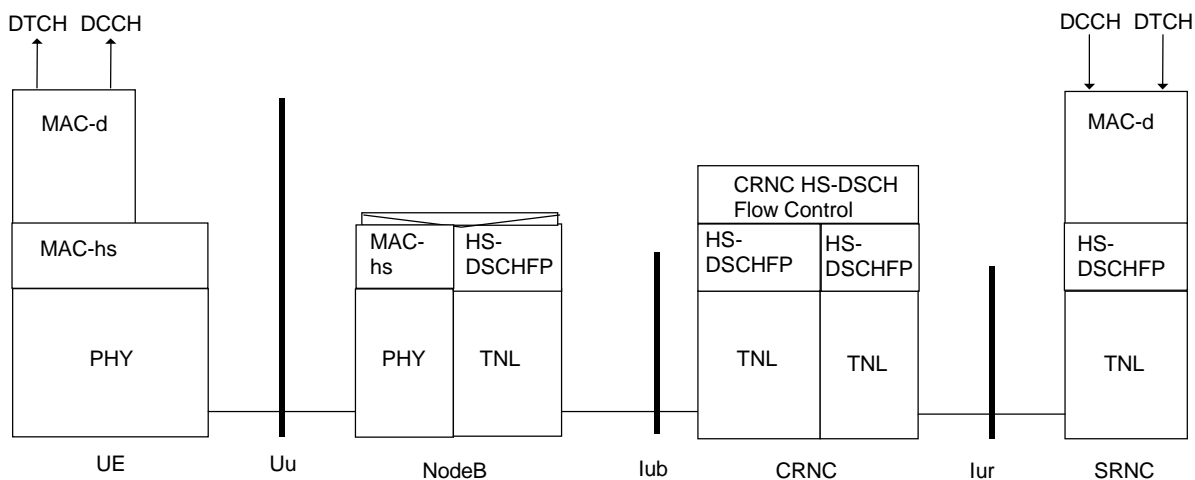 DTCH DCCH
DCCH DTCH
MAC-d
MAC-d
CRNC HS-DSCH
Flow Control
MAC-hs
MAC-
hs
HS-
DSCHFP
HS-
DSCHFP
HS-
DSCHFP
HS-
DSCHFP
PHY
PHY
TNL
TNL
TNL
TNL
UE
Uu
NodeB
Iub
CRNC
Iur
SRNC